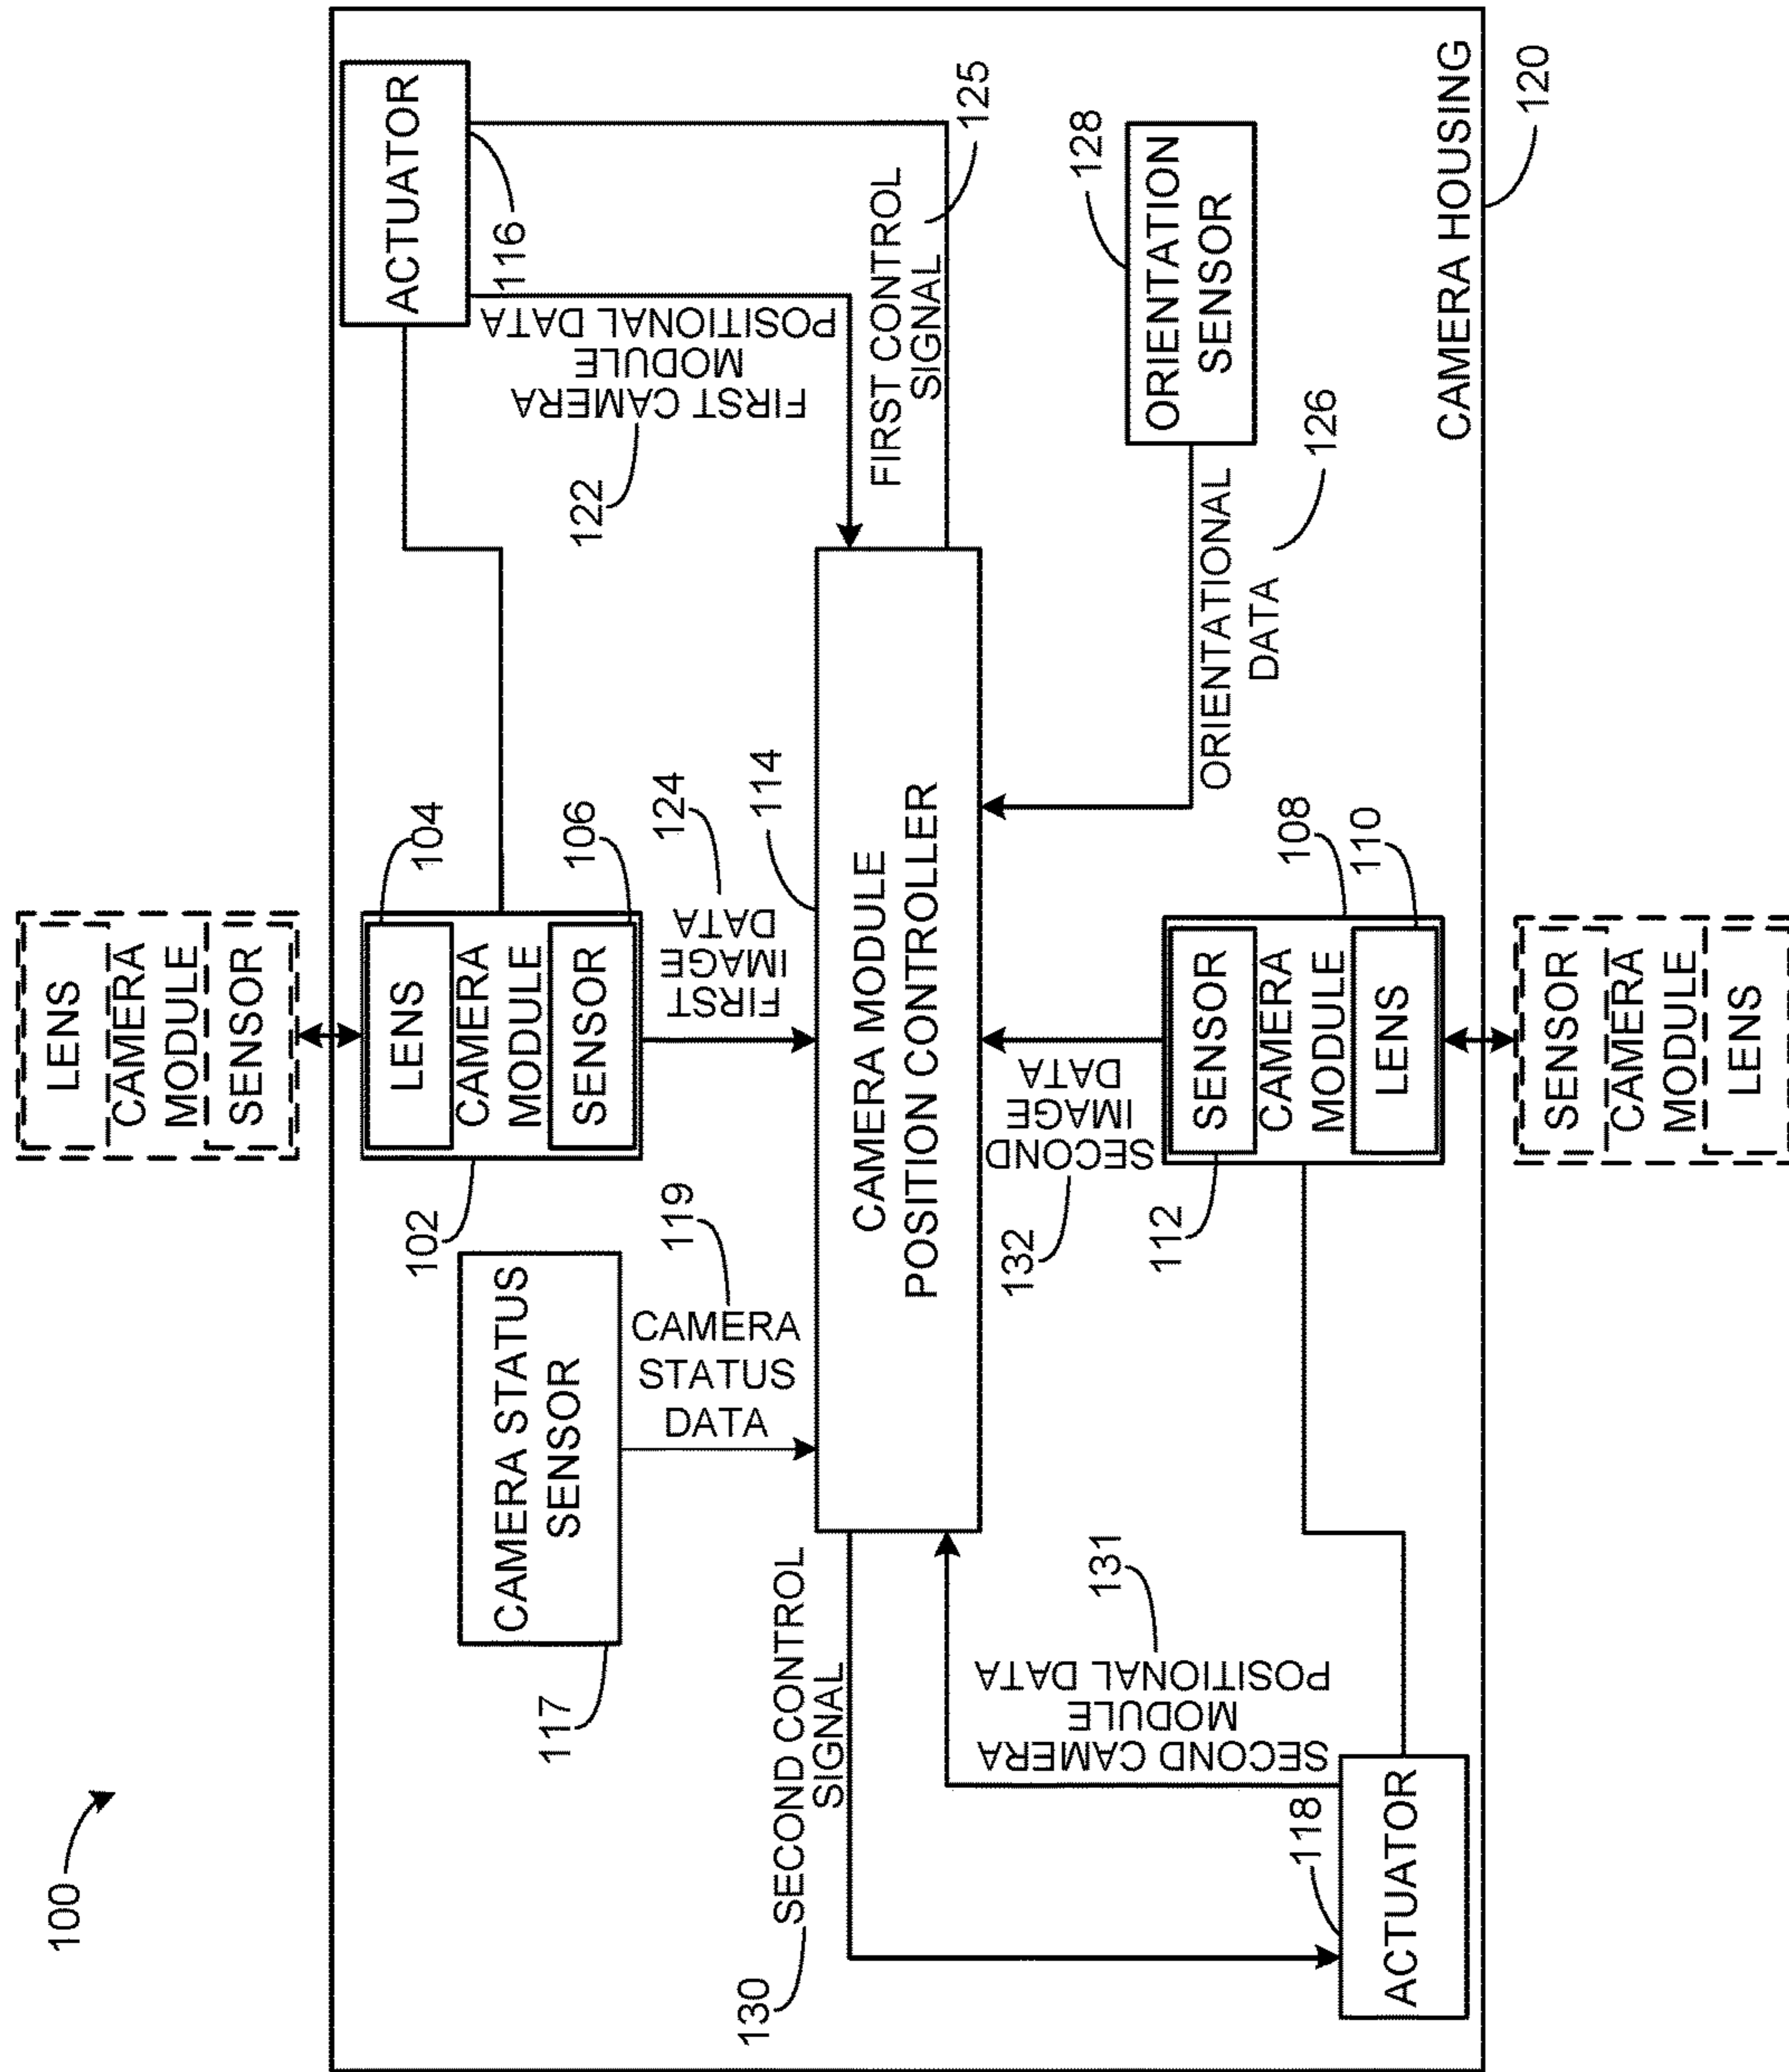 100
LENS
CAMERA
MODULE
SENSOR
LENS
CAMERA
MODULE
SENSOR
102
104
106
CAMERA STATUS
SENSOR
117
119
CAMERA
STATUS
DATA
FIRST
IMAGE
DATA
124
ACTUATOR
116
FIRST CAMERA
MODULE
POSITIONAL DATA
122
FIRST CONTROL
SIGNAL
125
SECOND CONTROL
SIGNAL
130
CAMERA MODULE
POSITION CONTROLLER
114
SECOND CAMERA
MODULE
POSITIONAL DATA
131
SECOND
IMAGE
DATA
132
ORIENTATIONAL
DATA
126
ORIENTATION
SENSOR
128
ACTUATOR
118
SENSOR
CAMERA
MODULE
LENS
112
108
110
CAMERA HOUSING
120
SENSOR
CAMERA
MODULE
LENS